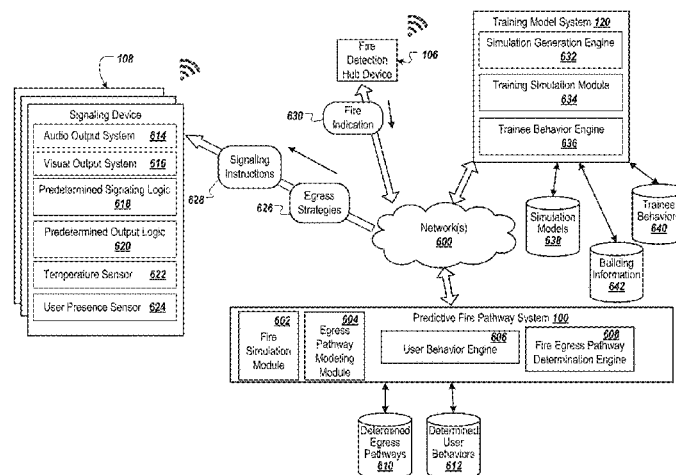 108
Signaling Device
Audio Output System 614
Visual Output System 616
Predetermined Signaling Logic
618
Predetermined Output Logic
620
Temperature Sensor 622
User Presence Sensor 624
Fire
Detection
Hub Device
106
630
Fire
Indication
Signaling
Instructions
628
Egress
Strategies
626
Network(s)
600
Training Model System 120
Simulation Generation Engine
632
Training Simulation Module
634
Trainee Behavior Engine
636
Simulation
Models
638
Building
Information
642
Trainee
Behavior
640
Predictive Fire Pathway System 100
602
Fire
Simulation
Module
604
Egress
Pathway
Modeling
Module
User Behavior Engine
606
608
Fire Egress Pathway
Determination Engine
Determined
Egress
Pathways
610
Determined
User
Behaviors
612